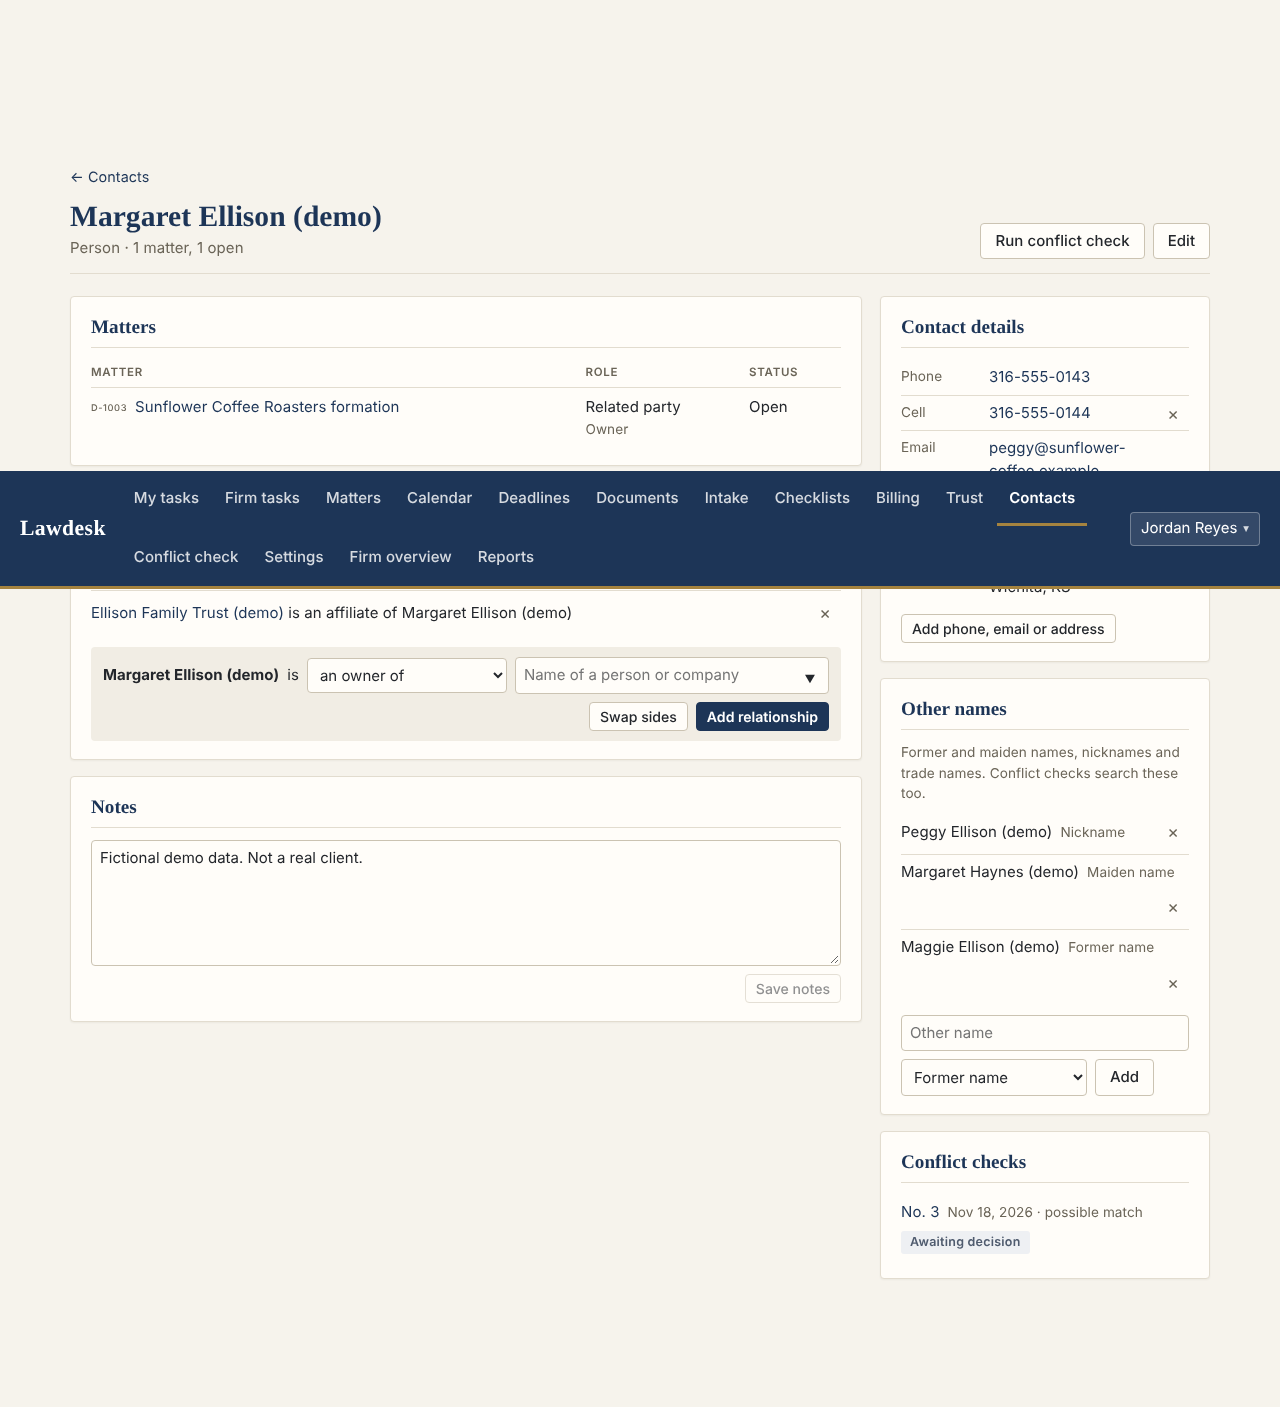 ← Contacts
Margaret Ellison (demo)
Person · 1 matter, 1 open
Run conflict check
Edit
Matters
MATTER ROLE STATUS
D-1003 Sunflower Coffee Roasters formation Related party Open
Owner
Contact details
Phone 316-555-0143
Cell 316-555-0144 ×
Email peggy@sunflower-
coffee.example
Lawdesk
My tasks Firm tasks Matters Calendar Deadlines Documents Intake Checklists Billing Trust Contacts
Conflict check Settings Firm overview Reports
Jordan Reyes ▾
Wichita, KS
Add phone, email or address
Ellison Family Trust (demo) is an affiliate of Margaret Ellison (demo) ×
Margaret Ellison (demo) is an owner of Name of a person or company ▼
Swap sides Add relationship
Notes
Fictional demo data. Not a real client.
Save notes
Other names
Former and maiden names, nicknames and
trade names. Conflict checks search these
too.
Peggy Ellison (demo) Nickname ×
Margaret Haynes (demo) Maiden name
×
Maggie Ellison (demo) Former name
×
Other name
Former name Add
Conflict checks
No. 3 Nov 18, 2026 · possible match
Awaiting decision